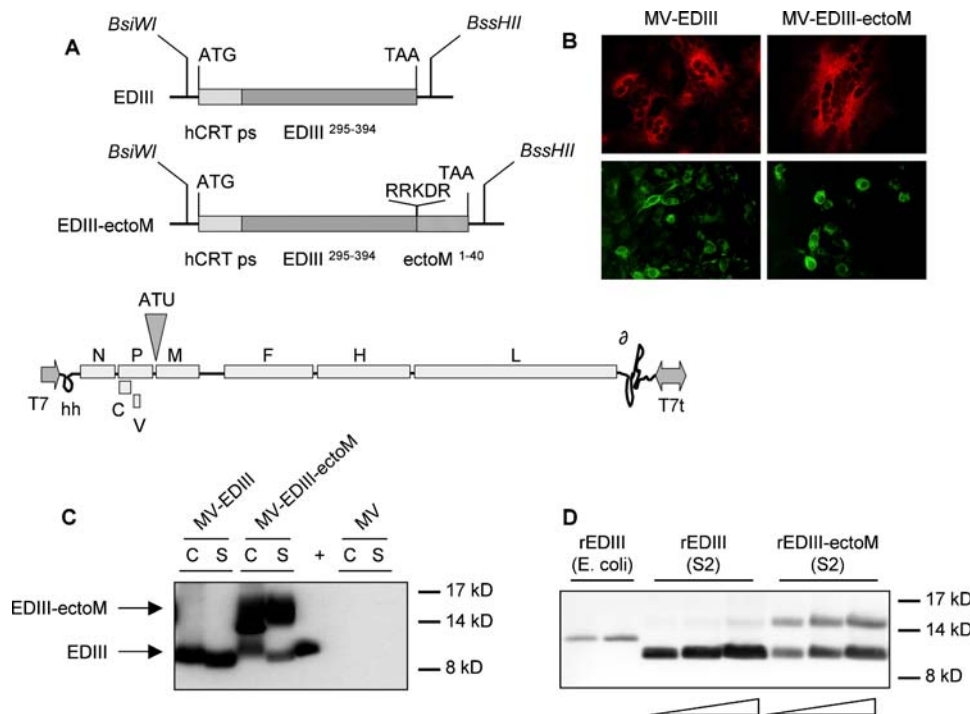 A
BsiWI
BssHII
ATG
TAA
EDIII
hCRT ps EDIII 295-394
BsiWI
BssHII
ATG
RRKDR
TAA
EDIII-ectoM
hCRT ps EDIII 295-394 ectoM 1-40
ATU
N P M F H L ∂
T7 hh C V T7t
B
MV-EDIII MV-EDIII-ectoM
C
MV-EDIII MV-EDIII-ectoM MV
C S C S + C S
EDIII-ectoM
EDIII
17 kD
14 kD
8 kD
D
rEDIII rEDIII rEDIII-ectoM
(E. coli) (S2) (S2)
17 kD
14 kD
8 kD